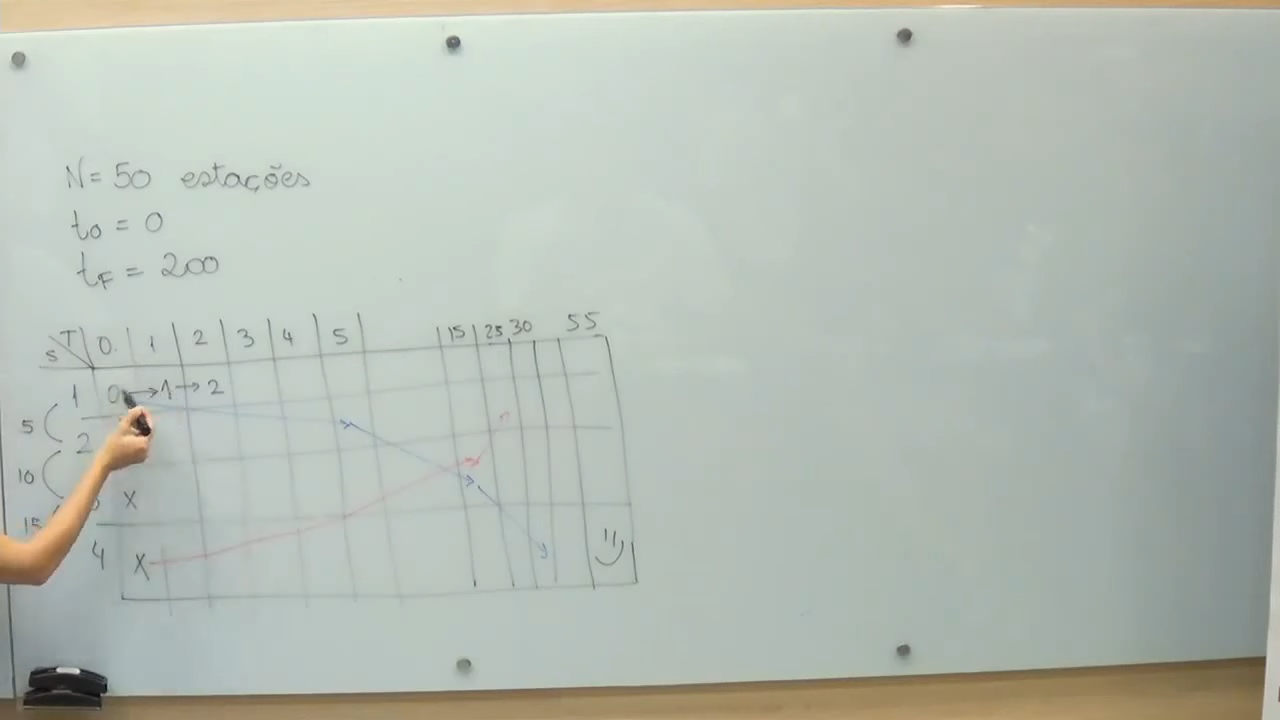 N= 50 estações
t0 = 0
tF = 200
T
S
0. 1 2 3 4 5 15 25 30 55
1 0 → 1 → 2
5
2
10
X
15
4 X